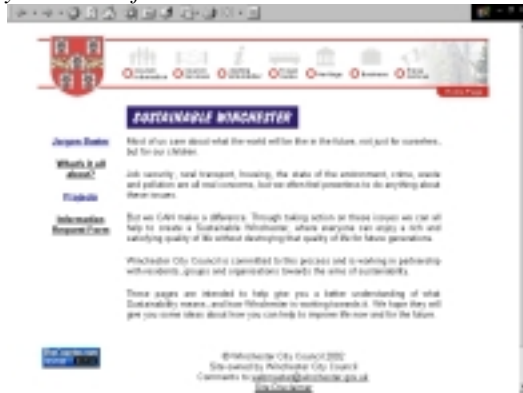 SUSTAINABLE WINCHESTER
What's it all
about?
Projects
Information
Request Form
Most of us care about what the world will be like in the future, not just for ourselves,
but for our children.
Job security, rural transport, housing, the state of the environment, crime, waste
and pollution are all real concerns, but we often feel powerless to do anything about
these issues.
But we CAN make a difference. Through taking action on these issues we can all
help to create a Sustainable Winchester, where everyone can enjoy a rich and
satisfying quality of life without destroying that quality of life for future generations.
Winchester City Council is committed to this process and is working in partnership
with residents, groups and organisations towards the aims of sustainability.
These pages are intended to help give you a better understanding of what
Sustainability means, and how Winchester is working towards it. We hope they will
give you some ideas about how you can help to improve life now and for the future.
©Winchester City Council 2002
Site owned by Winchester City Council
Comments to webmaster@winchester.gov.uk
Site Disclaimer